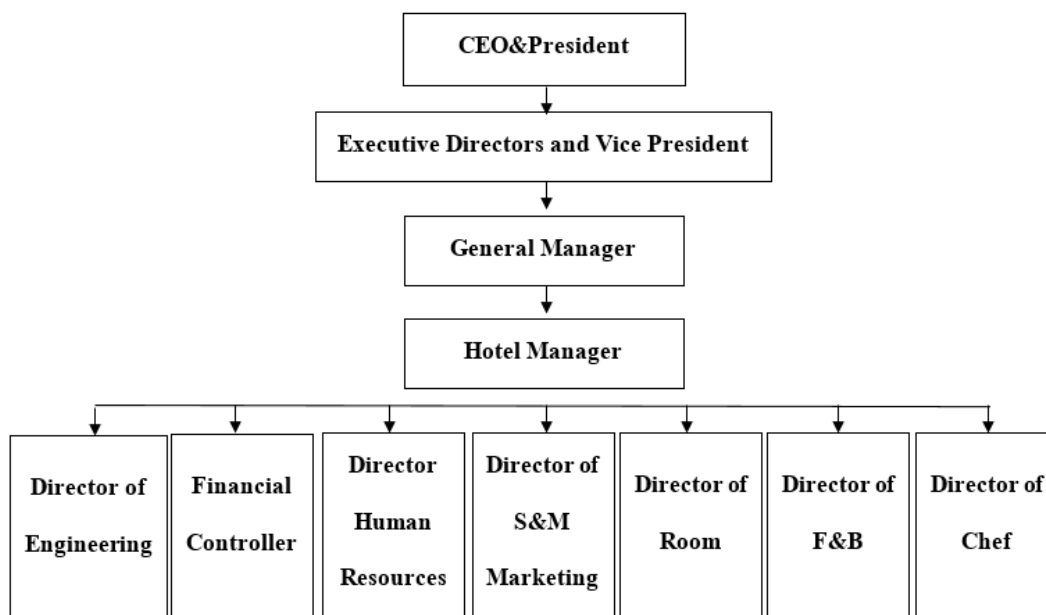 CEO&President
Executive Directors and Vice President
General Manager
Hotel Manager
Director of
Engineering
Financial
Controller
Director
Human
Resources
Director of
S&M
Marketing
Director of
Room
Director of
F&B
Director of
Chef